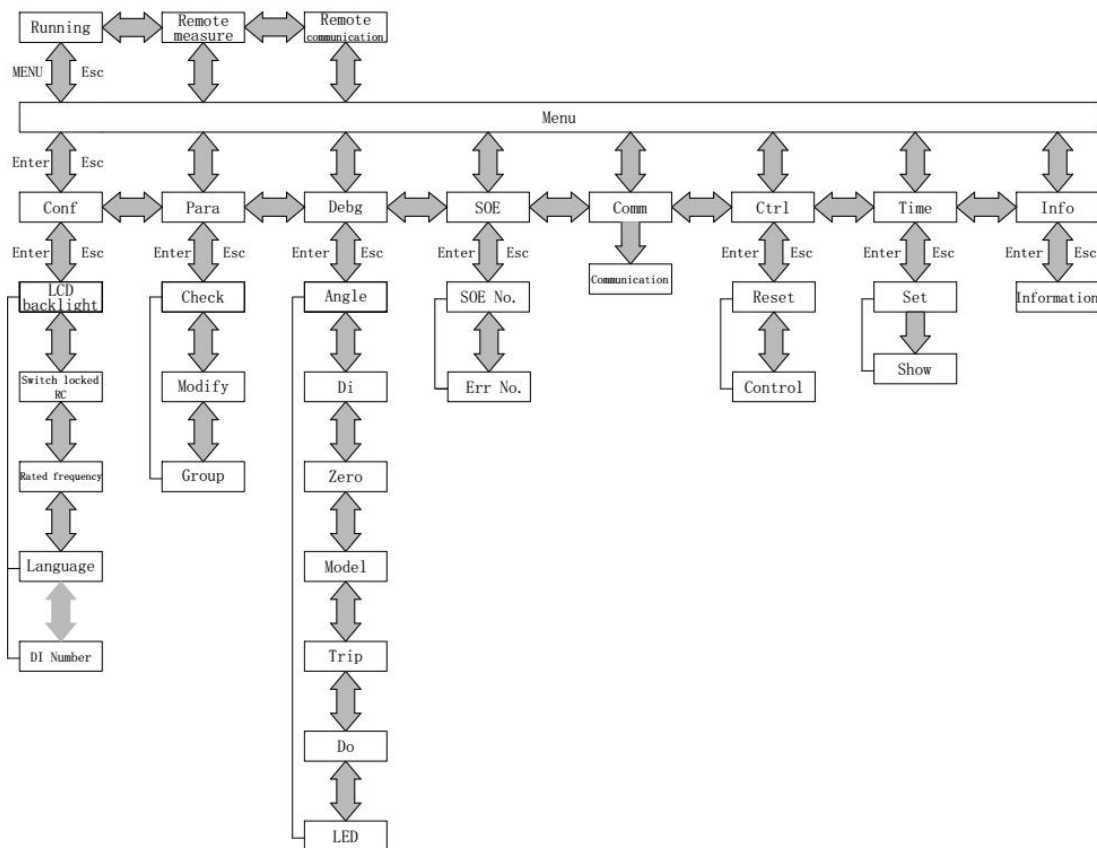 Running
Remote
measure
Remote
communication
MENU Esc
Menu
Enter Esc
Conf Para Debg SOE Comm Ctrl Time Info
Enter Esc Enter Esc Enter Esc Enter Esc Enter Esc Enter Esc Enter Esc
LCD
backlight
Check
Angle
SOE No.
Communication
Reset
Set
Information
Switch locked
RC
Modify
Di
Err No.
Control
Show
Rated frequency
Group
Zero
Language
Model
DI Number
Trip
Do
LED